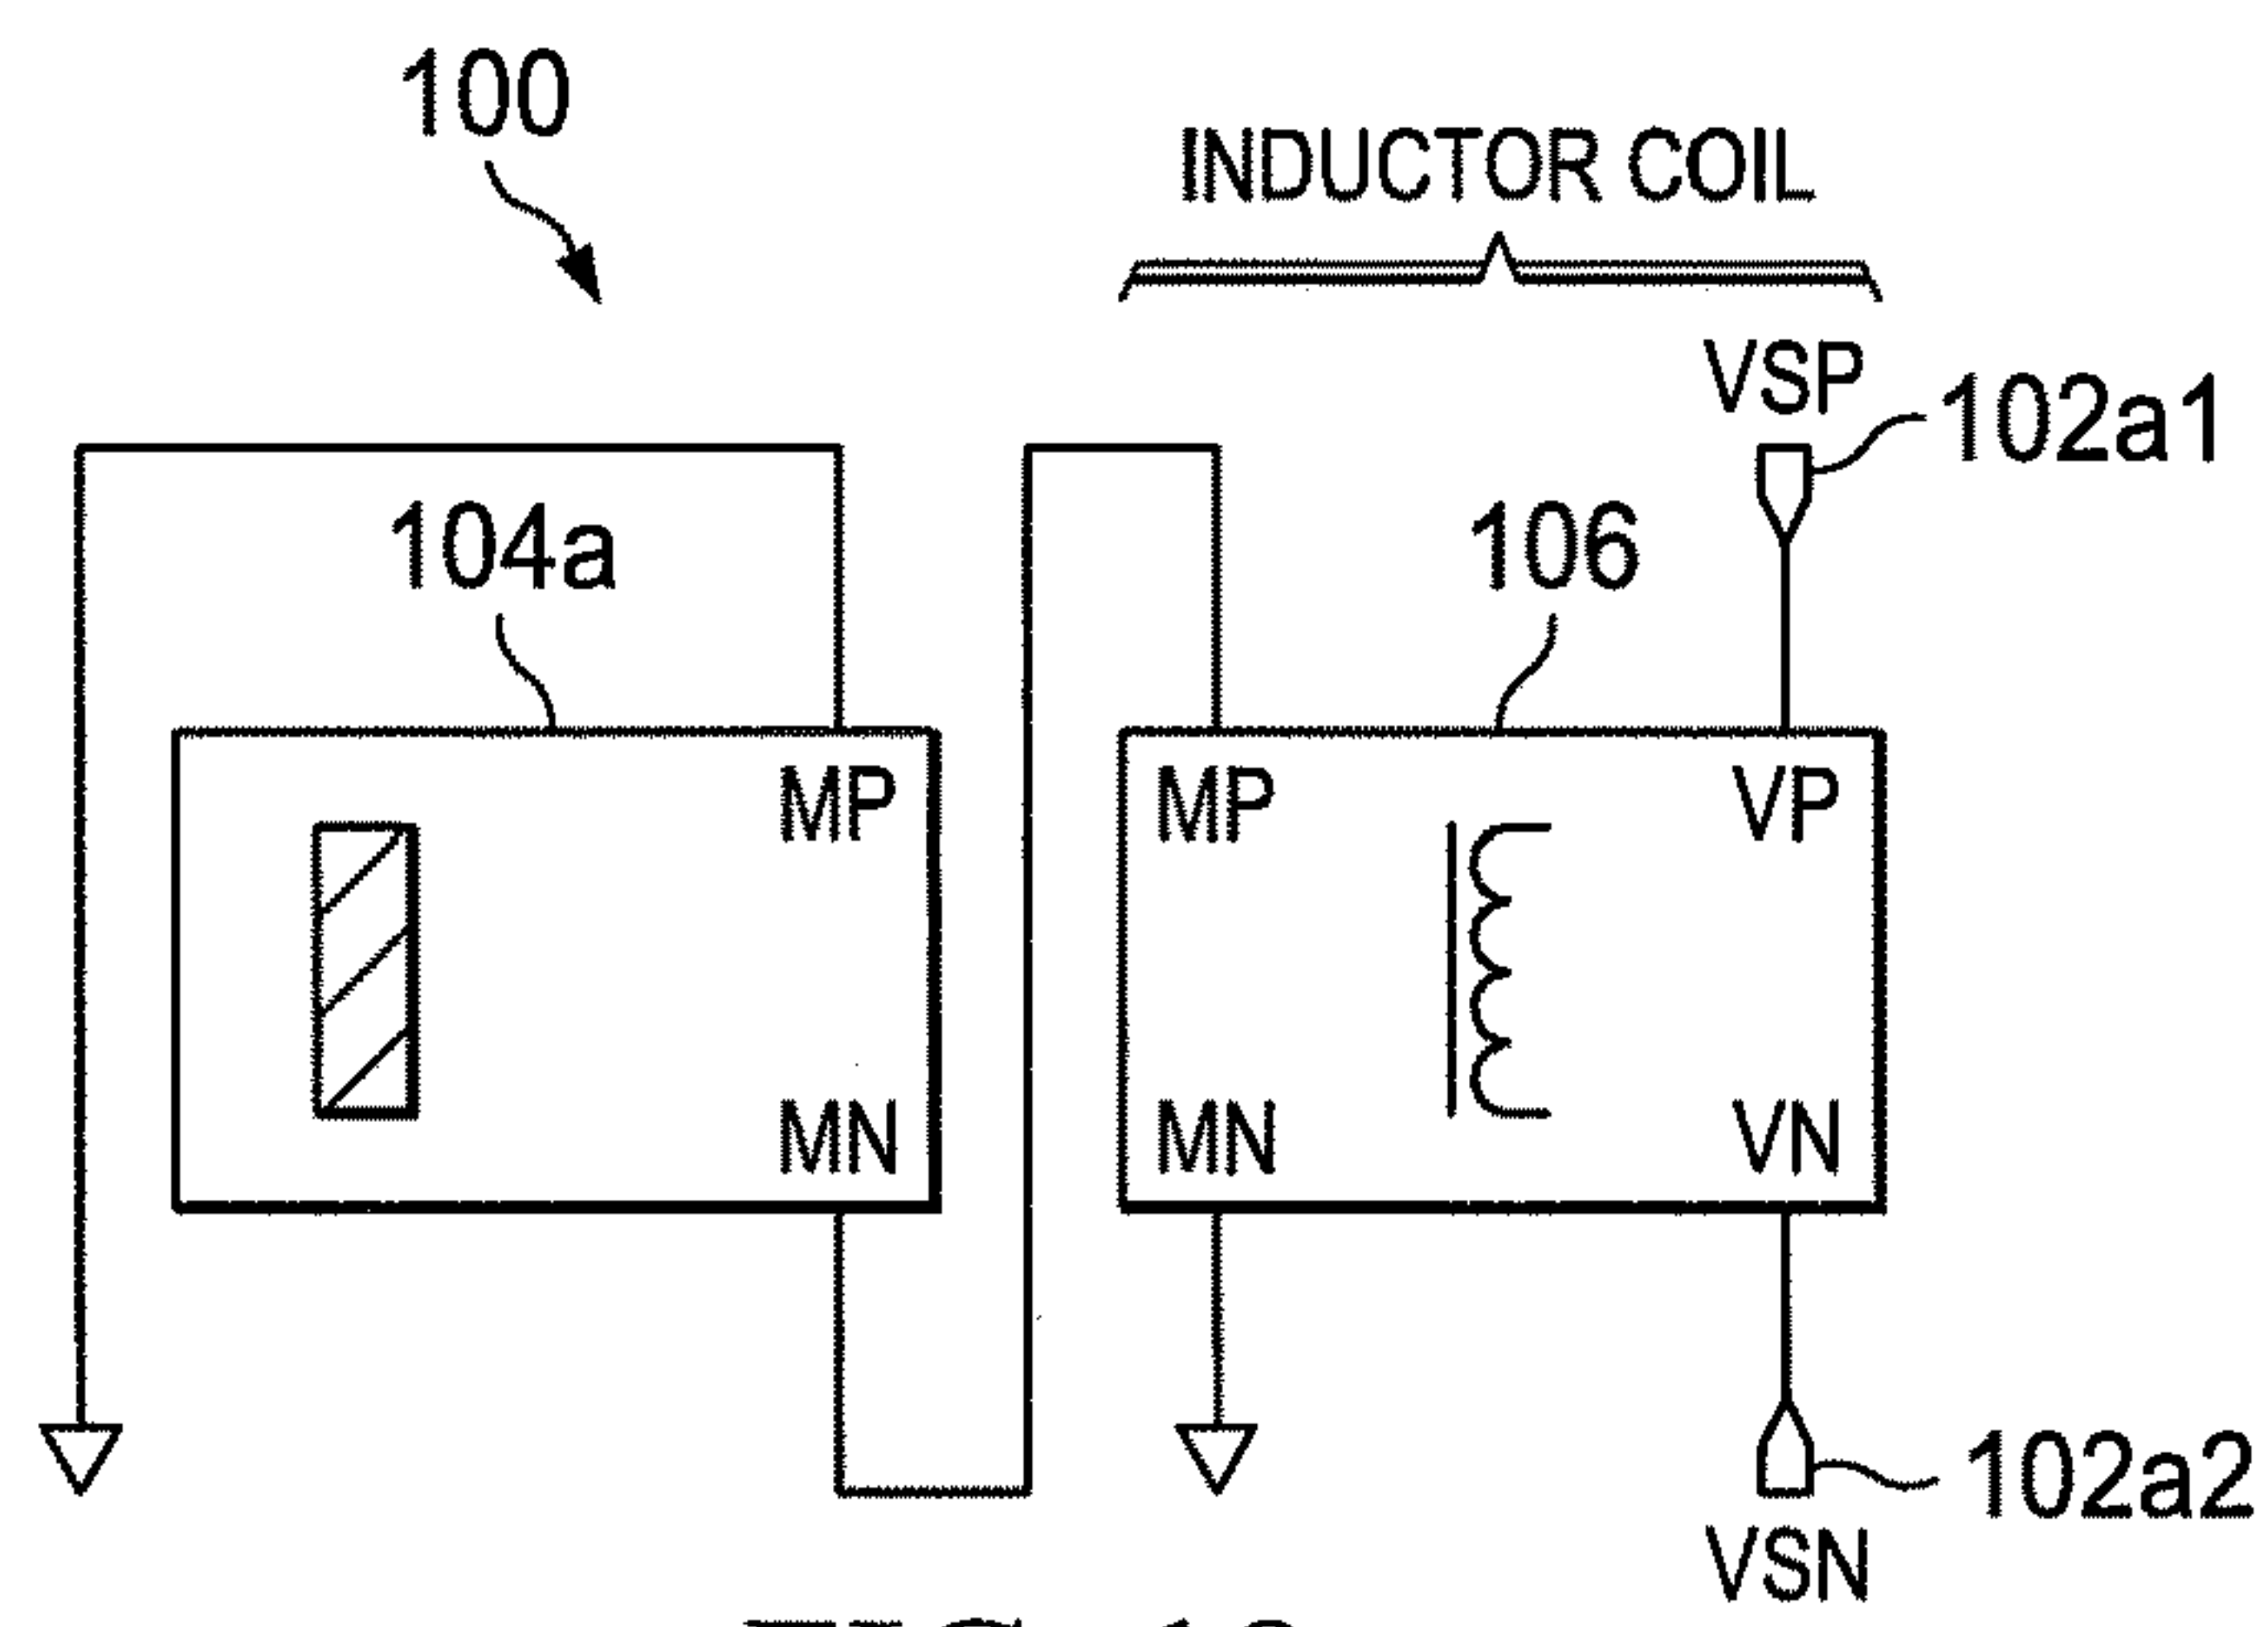 100
INDUCTOR COIL
VSP
102a1
104a
106
MP
MP
VP
MN
MN
VN
102a2
VSN